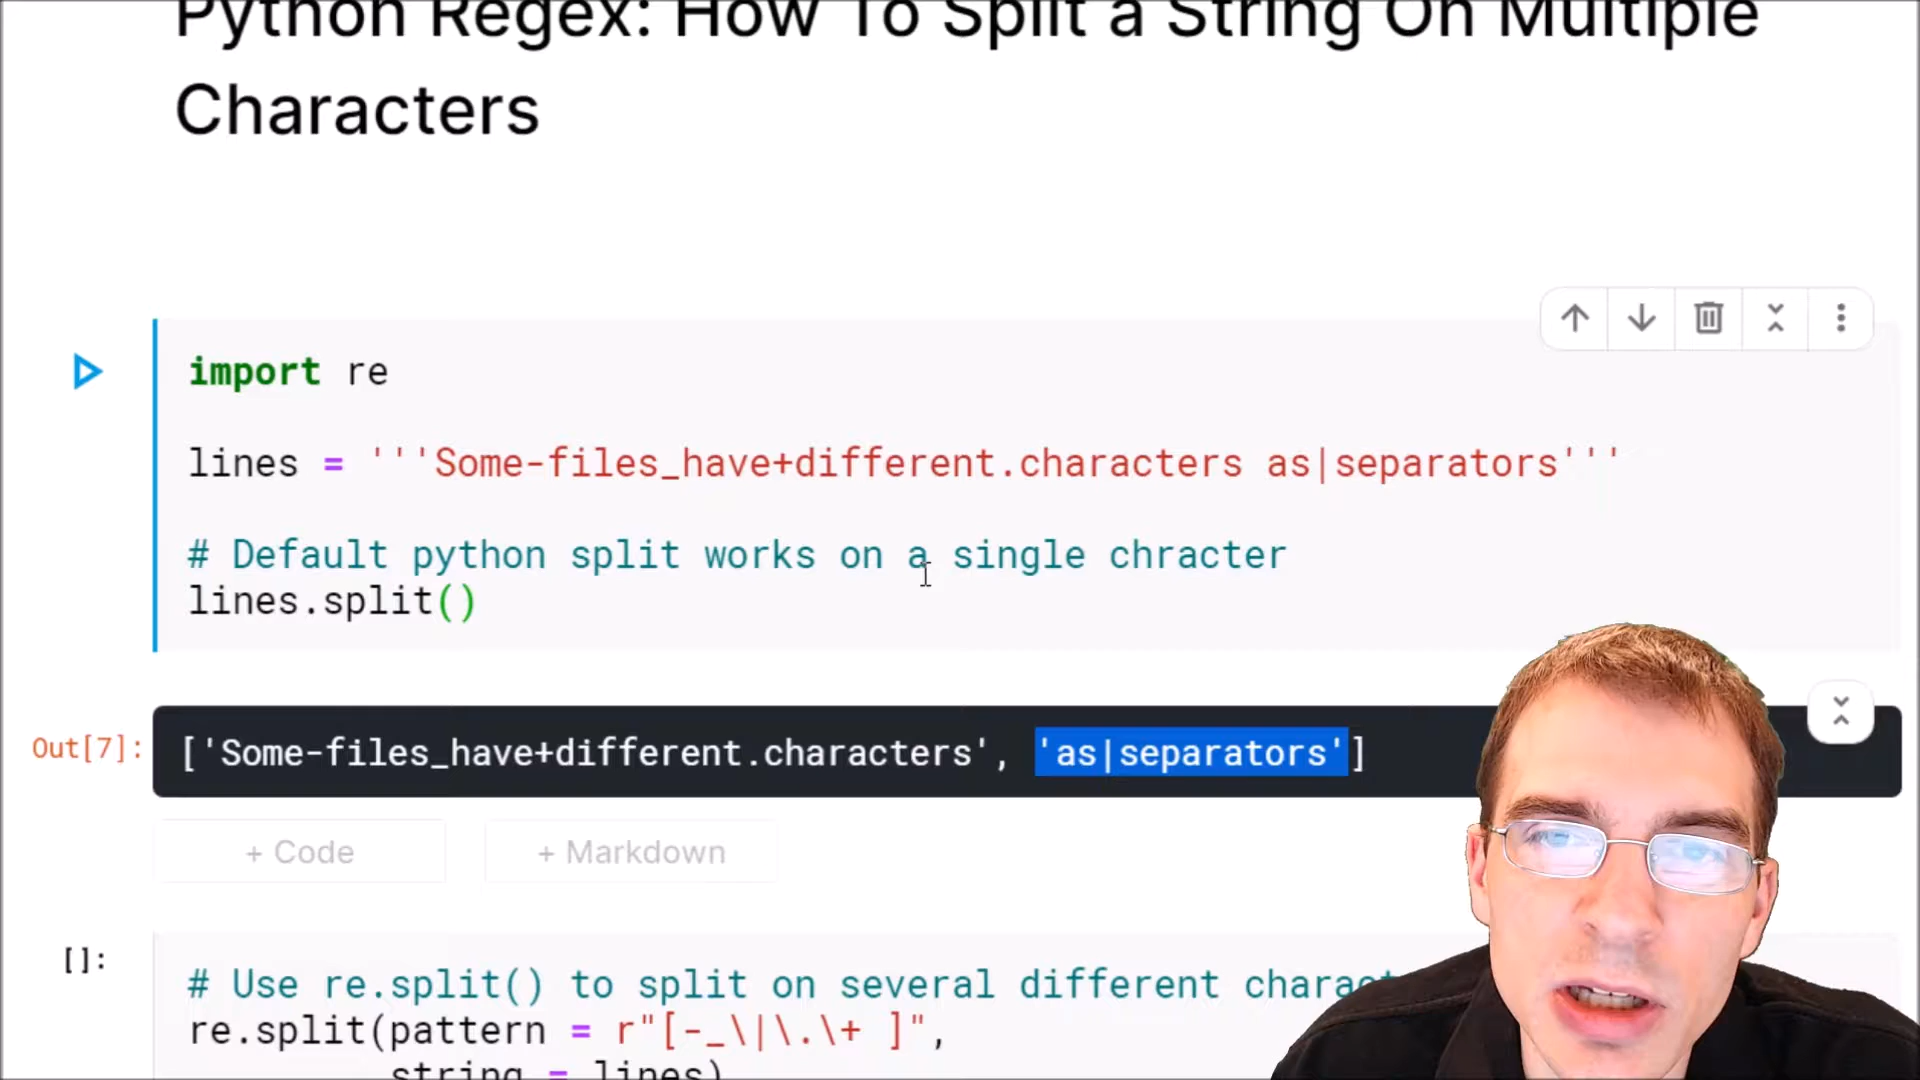 Python Regex: How To Split a String On Multiple
Characters
import re
lines = '''Some-files_have+different.characters as|separators'''
# Default python split works on a single chracter
lines.split()
Out[7]:
['Some-files_have+different.characters', 'as|separators']
+ Code
+ Markdown
[]:
# Use re.split() to split on several different charac
re.split(pattern = r"[-_\|\.\+ ]",
string = lines)